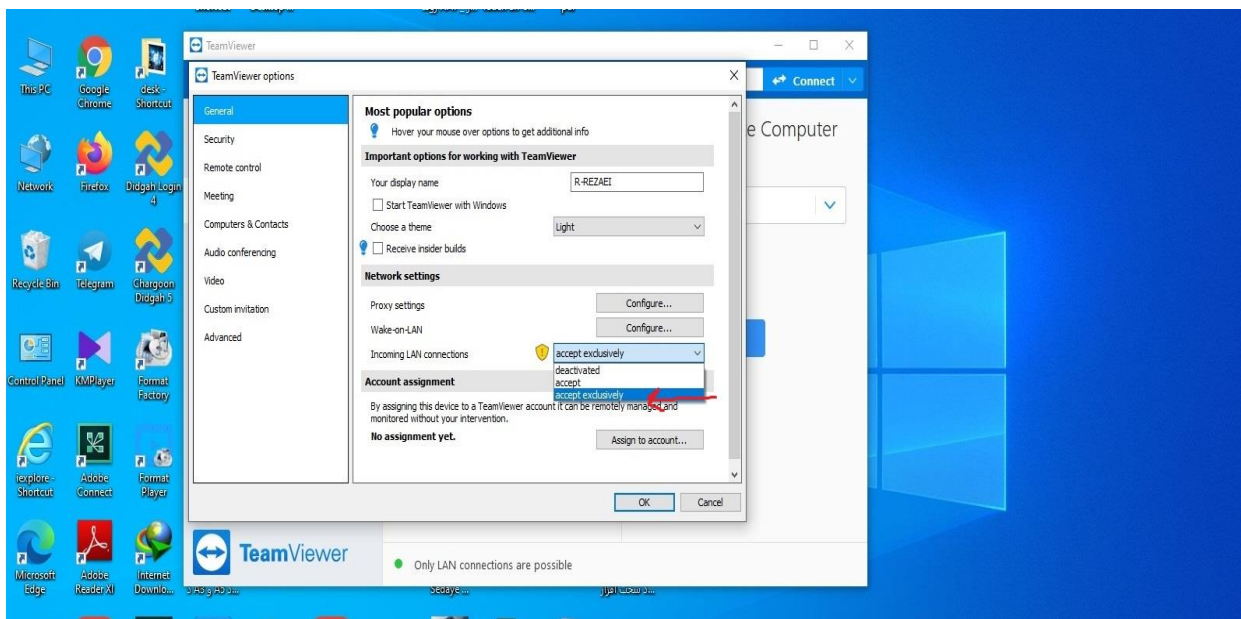 TeamViewer
TeamViewer options
Connect
e Computer
General
Security
Remote control
Meeting
Computers & Contacts
Audio conferencing
Video
Custom invitation
Advanced
Most popular options
Hover your mouse over options to get additional info
Important options for working with TeamViewer
Your display name R-REZAEI
Start TeamViewer with Windows
Choose a theme Light
Receive insider builds
Network settings
Proxy settings Configure...
Wake-on-LAN Configure...
Incoming LAN connections accept exclusively
deactivated
accept
accept exclusively
Account assignment
By assigning this device to a TeamViewer account it can be remotely managed and
monitored without your intervention.
No assignment yet. Assign to account...
OK Cancel
TeamViewer
Only LAN connections are possible
This PC
Google
Chrome
desk -
Shortcut
Network
Firefox
Didgah Login
4
Recycle Bin
Telegram
Chargoon
Didgah 5
Control Panel
KMPlayer
Format
Factory
iexplore -
Shortcut
Adobe
Connect
Format
Player
Microsoft
Edge
Adobe
Reader XI
Internet
Downlo...
Sedaye ...